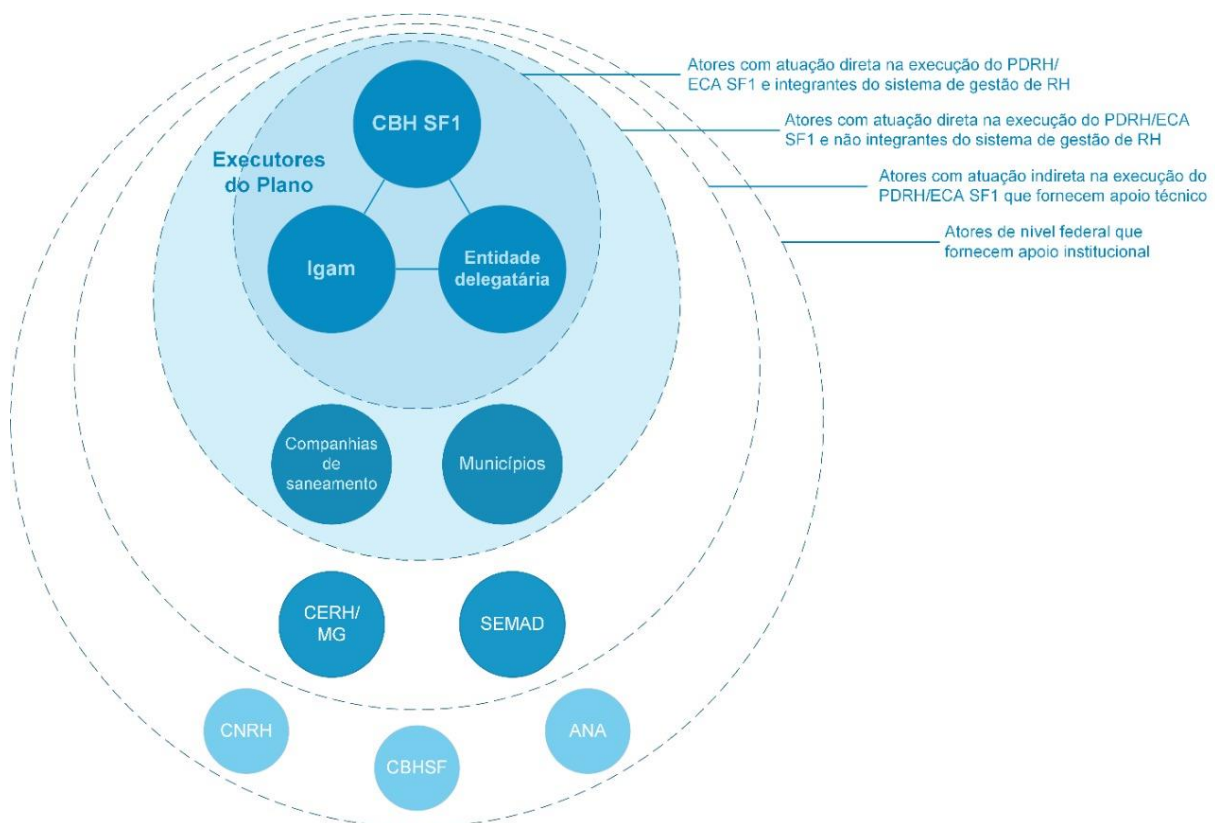 Atores com atuação direta na execução do PDRH/
ECA SF1 e integrantes do sistema de gestão de RH
Atores com atuação direta na execução do PDRH/ECA
SF1 e não integrantes do sistema de gestão de RH
Atores com atuação indireta na execução do
PDRH/ECA SF1 que fornecem apoio técnico
Atores de nível federal que
fornecem apoio institucional
CBH SF1
Executores
do Plano
Igam
Entidade
delegatária
Companhias
de
saneamento
Municípios
CERH/
MG
SEMAD
CNRH
CBHSF
ANA